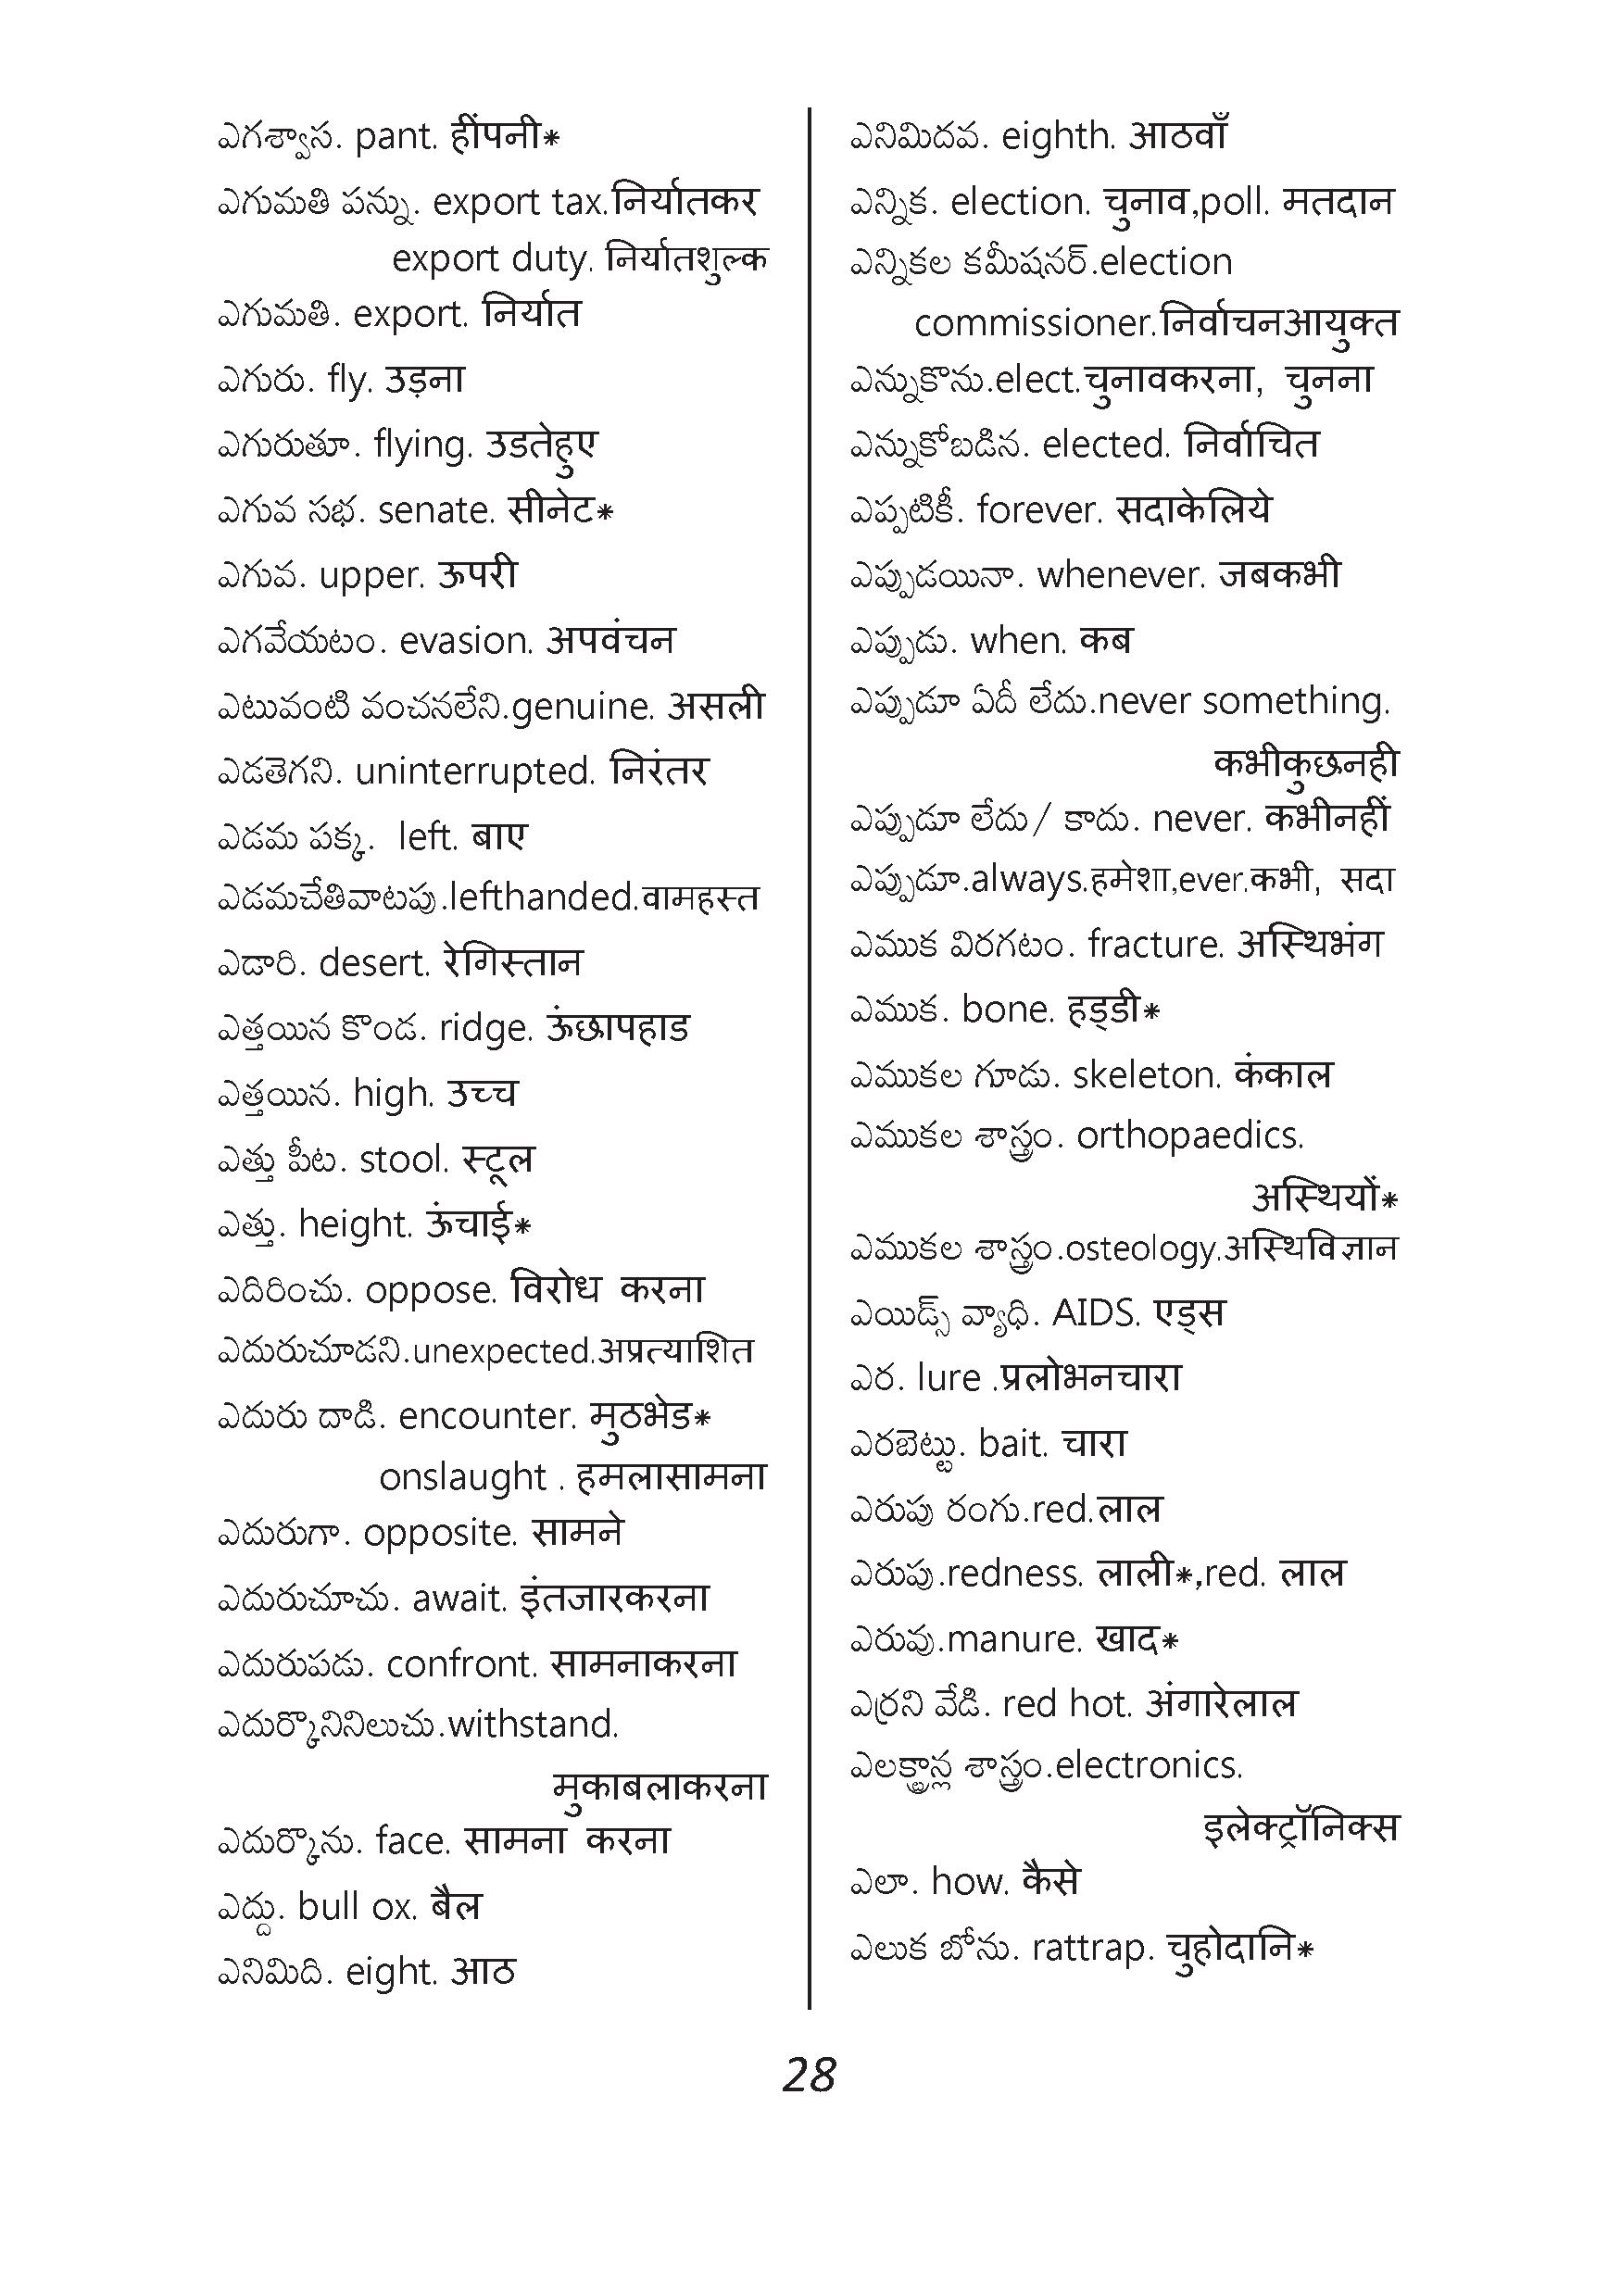 ఎగశ్వాస. pant. हींपनी*
ఎగుమతి పన్ను. export tax.निर्यातकर
export duty. निर्यातशुल्क
ఎగుమతి. export. निर्यात
ఎగురు. fly. उड़ना
ఎగురుతూ. flying. उडतेहुए
ఎగువ సభ. senate. सीनेट*
ఎగువ. upper. ऊपरी
ఎగవేయటం. evasion. अपवंचन
ఎటువంటి వంచనలేని.genuine. असली
ఎడతెగని. uninterrupted. निरंतर
ఎడమ పక్క. left. बाए
ఎడమచేతివాటపు.lefthanded.वामहस्त
ఎడారి. desert. रेगिस्तान
ఎత్తయిన కొండ. ridge. ऊंछापहाड
ఎత్తయిన. high. उच्च
ఎత్తు పీట. stool. स्टूल
ఎత్తు. height. ऊंचाई*
ఎదిరించు. oppose. विरोध करना
ఎదురుచూడని.unexpected.अप्रत्याशित
ఎదురు దాడి. encounter. मुठभेड*
onslaught . हमलासामना
ఎదురుగా. opposite. सामने
ఎదురుచూచు. await. इंतजारकरना
ఎదురుపడు. confront. सामनाकरना
ఎదుర్కొనినిలుచు.withstand.
मुकाबलाकरना
ఎదుర్కొను. face. सामना करना
ఎద్దు. bull ox. बैल
ఎనిమిది. eight. आठ
ఎనిమిదవ. eighth. आठवाँ
ఎన్నిక. election. चुनाव,poll. मतदान
ఎన్నికల కమీషనర్.election
commissioner.निर्वाचनआयुक्त
ఎన్నుకొను.elect.चुनावकरना, चुनना
ఎన్నుకోబడిన. elected. निर्वाचित
ఎప్పటికీ. forever. सदाकेलिये
ఎప్పుడయినా. whenever. जबकभी
ఎప్పుడు. when. कब
ఎప్పుడూ ఏదీ లేదు.never something.
कभीकुछनही
ఎప్పుడూ లేదు/ కాదు. never. कभीनहीं
ఎప్పుడూ.always.हमेशा,ever.कभी, सदा
ఎముక విరగటం. fracture. अस्थिभंग
ఎముక. bone. हड्डी*
ఎముకల గూడు. skeleton. कंकाल
ఎముకల శాస్త్రం. orthopaedics.
अस्थियों*
ఎముకల శాస్త్రం.osteology.अस्थिविज्ञान
ఎయిడ్స్ వ్యాధి. AIDS. एड्स
ఎర. lure .प्रलोभनचारा
ఎరబెట్టు. bait. चारा
ఎరుపు రంగు.red.लाल
ఎరుపు.redness. लाली*,red. लाल
ఎరువు.manure. खाद*
ఎర్రని వేడి. red hot. अंगारेलाल
ఎలక్ట్రాన్ల శాస్త్రం.electronics.
इलेक्ट्रॉनिक्स
ఎలా. how. कैसे
ఎలుక బోను. rattrap. चुहोदानि*
28